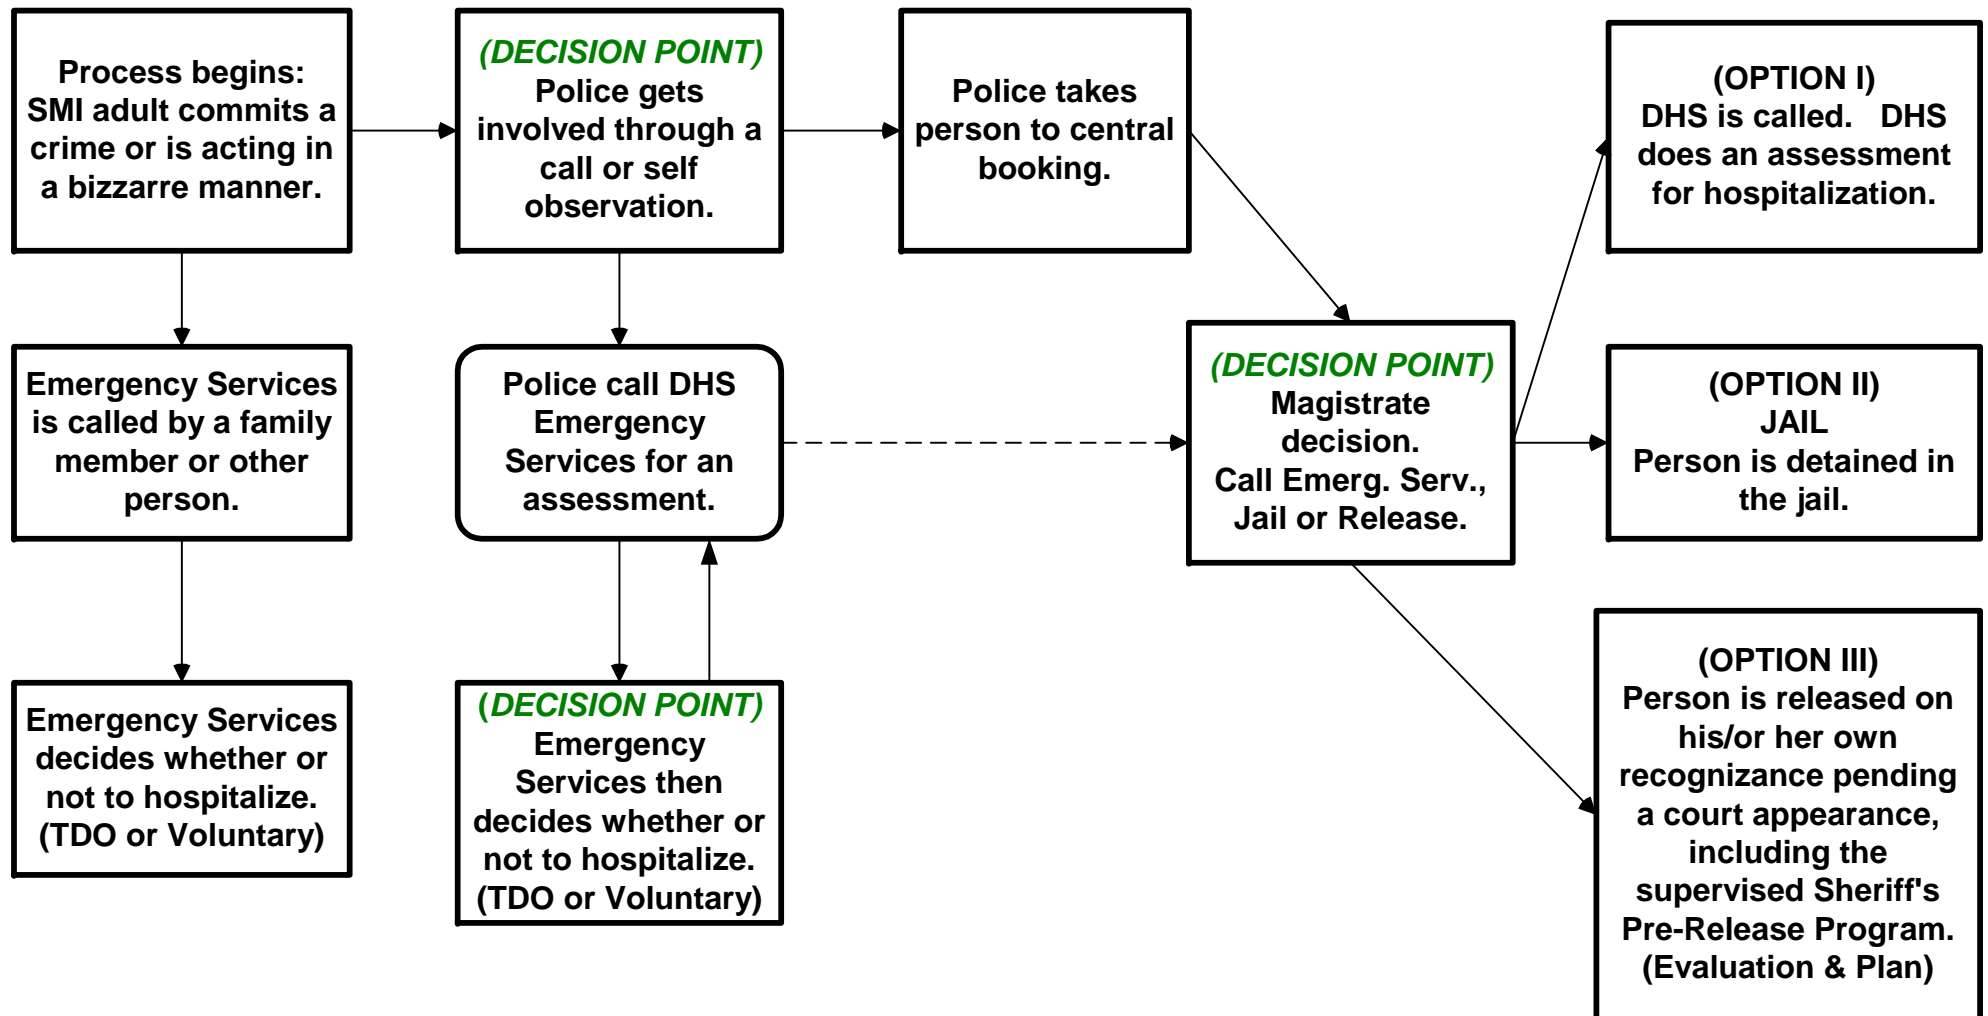 Process begins:
SMI adult commits a
crime or is acting in
a bizzarre manner.
(DECISION POINT)
Police gets
involved through a
call or self
observation.
Police takes
person to central
booking.
(OPTION I)
DHS is called.   DHS
does an assessment
for hospitalization.
Emergency Services
is called by a family
member or other
person.
Police call DHS
Emergency
Services for an
assessment.
(DECISION POINT)
Magistrate
decision.
Call Emerg. Serv.,
Jail or Release.
(OPTION II)
JAIL
Person is detained in
the jail.
Emergency Services
decides whether or
not to hospitalize.
(TDO or Voluntary)
(DECISION POINT)
Emergency
Services then
decides whether or
not to hospitalize.
(TDO or Voluntary)
(OPTION III)
Person is released on
his/or her own
recognizance pending
a court appearance,
including the
supervised Sheriff's
Pre-Release Program.
(Evaluation & Plan)